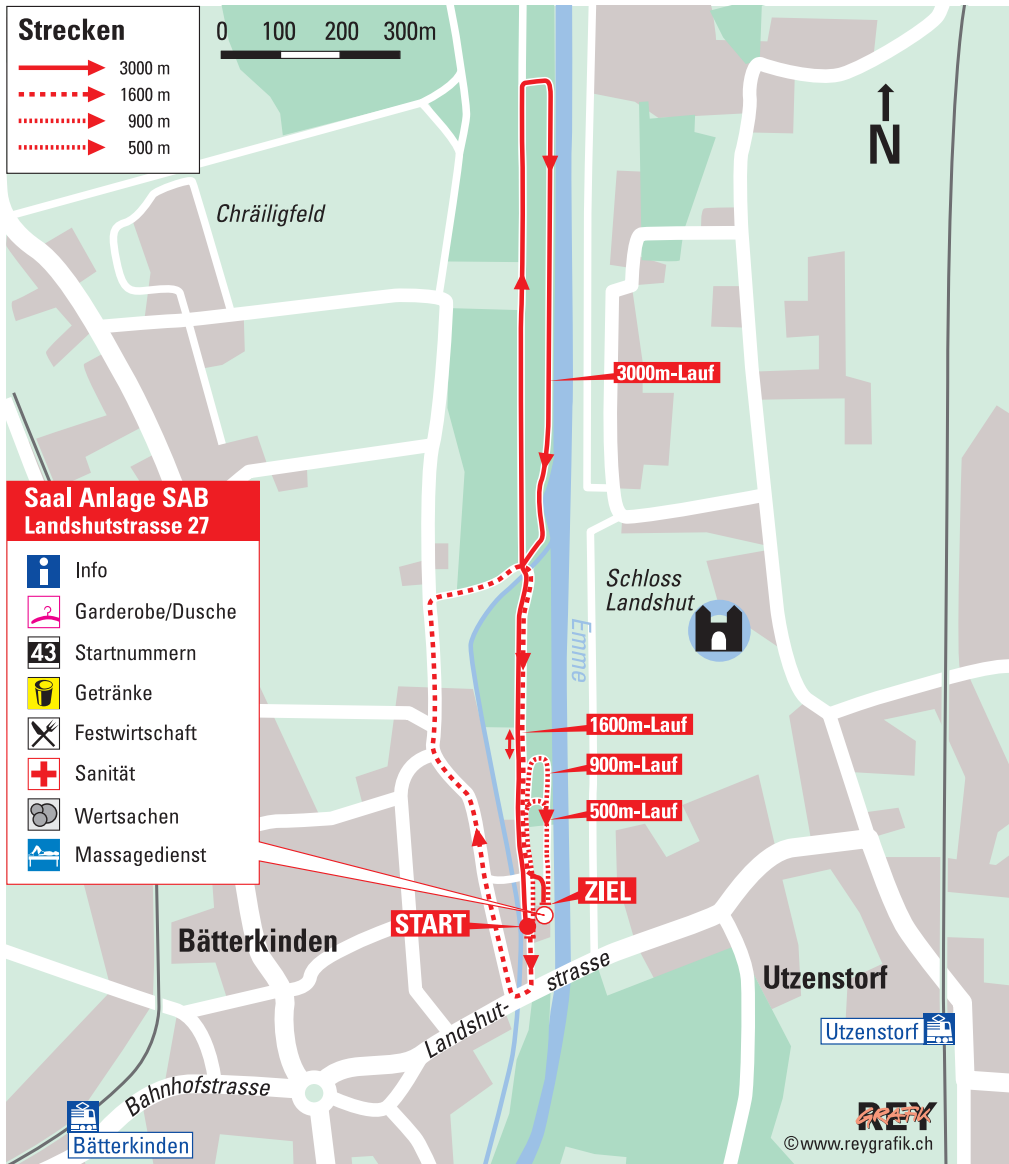 Strecken
3000 m
1600 m
900 m
500 m
0 100 200 300m
N
Chräiligfeld
3000m-Lauf
Saal Anlage SAB
Landshutstrasse 27
Info
Garderobe/Dusche
43 Startnummern
Getränke
Festwirtschaft
Sanität
Wertsachen
Massagedienst
Schloss
Landshut
Emme
1600m-Lauf
900m-Lauf
500m-Lauf
ZIEL
START
Bätterkinden
Landshut-
strasse
Utzenstorf
Utzenstorf
Bahnhofstrasse
Bätterkinden
REY
GRAFIK
©www.reygrafik.ch